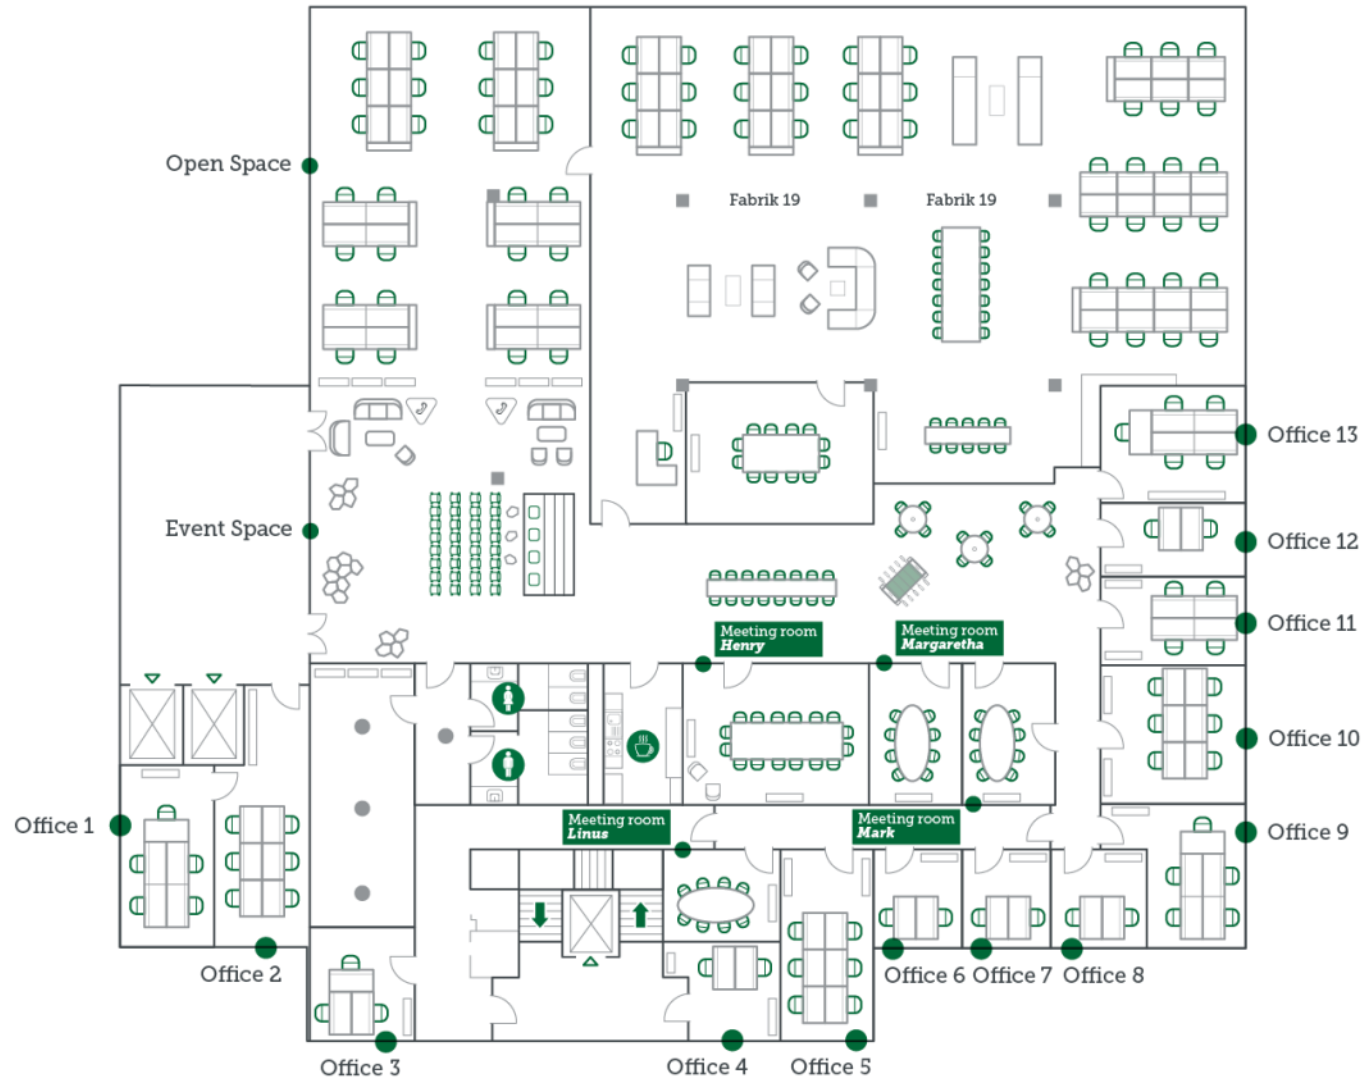 Open Space
Fabrik 19
Fabrik 19
Office 13
Event Space
Office 12
Office 11
Meeting room
Henry
Meeting room
Margaretha
Office 10
Office 1
Meeting room
Linus
Meeting room
Mark
Office 9
Office 2
Office 6
Office 7
Office 8
Office 3
Office 4
Office 5